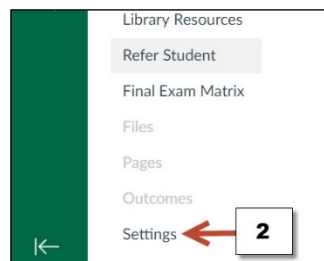 Library Resources
Refer Student
Final Exam Matrix
Files
Pages
Outcomes
Settings
2